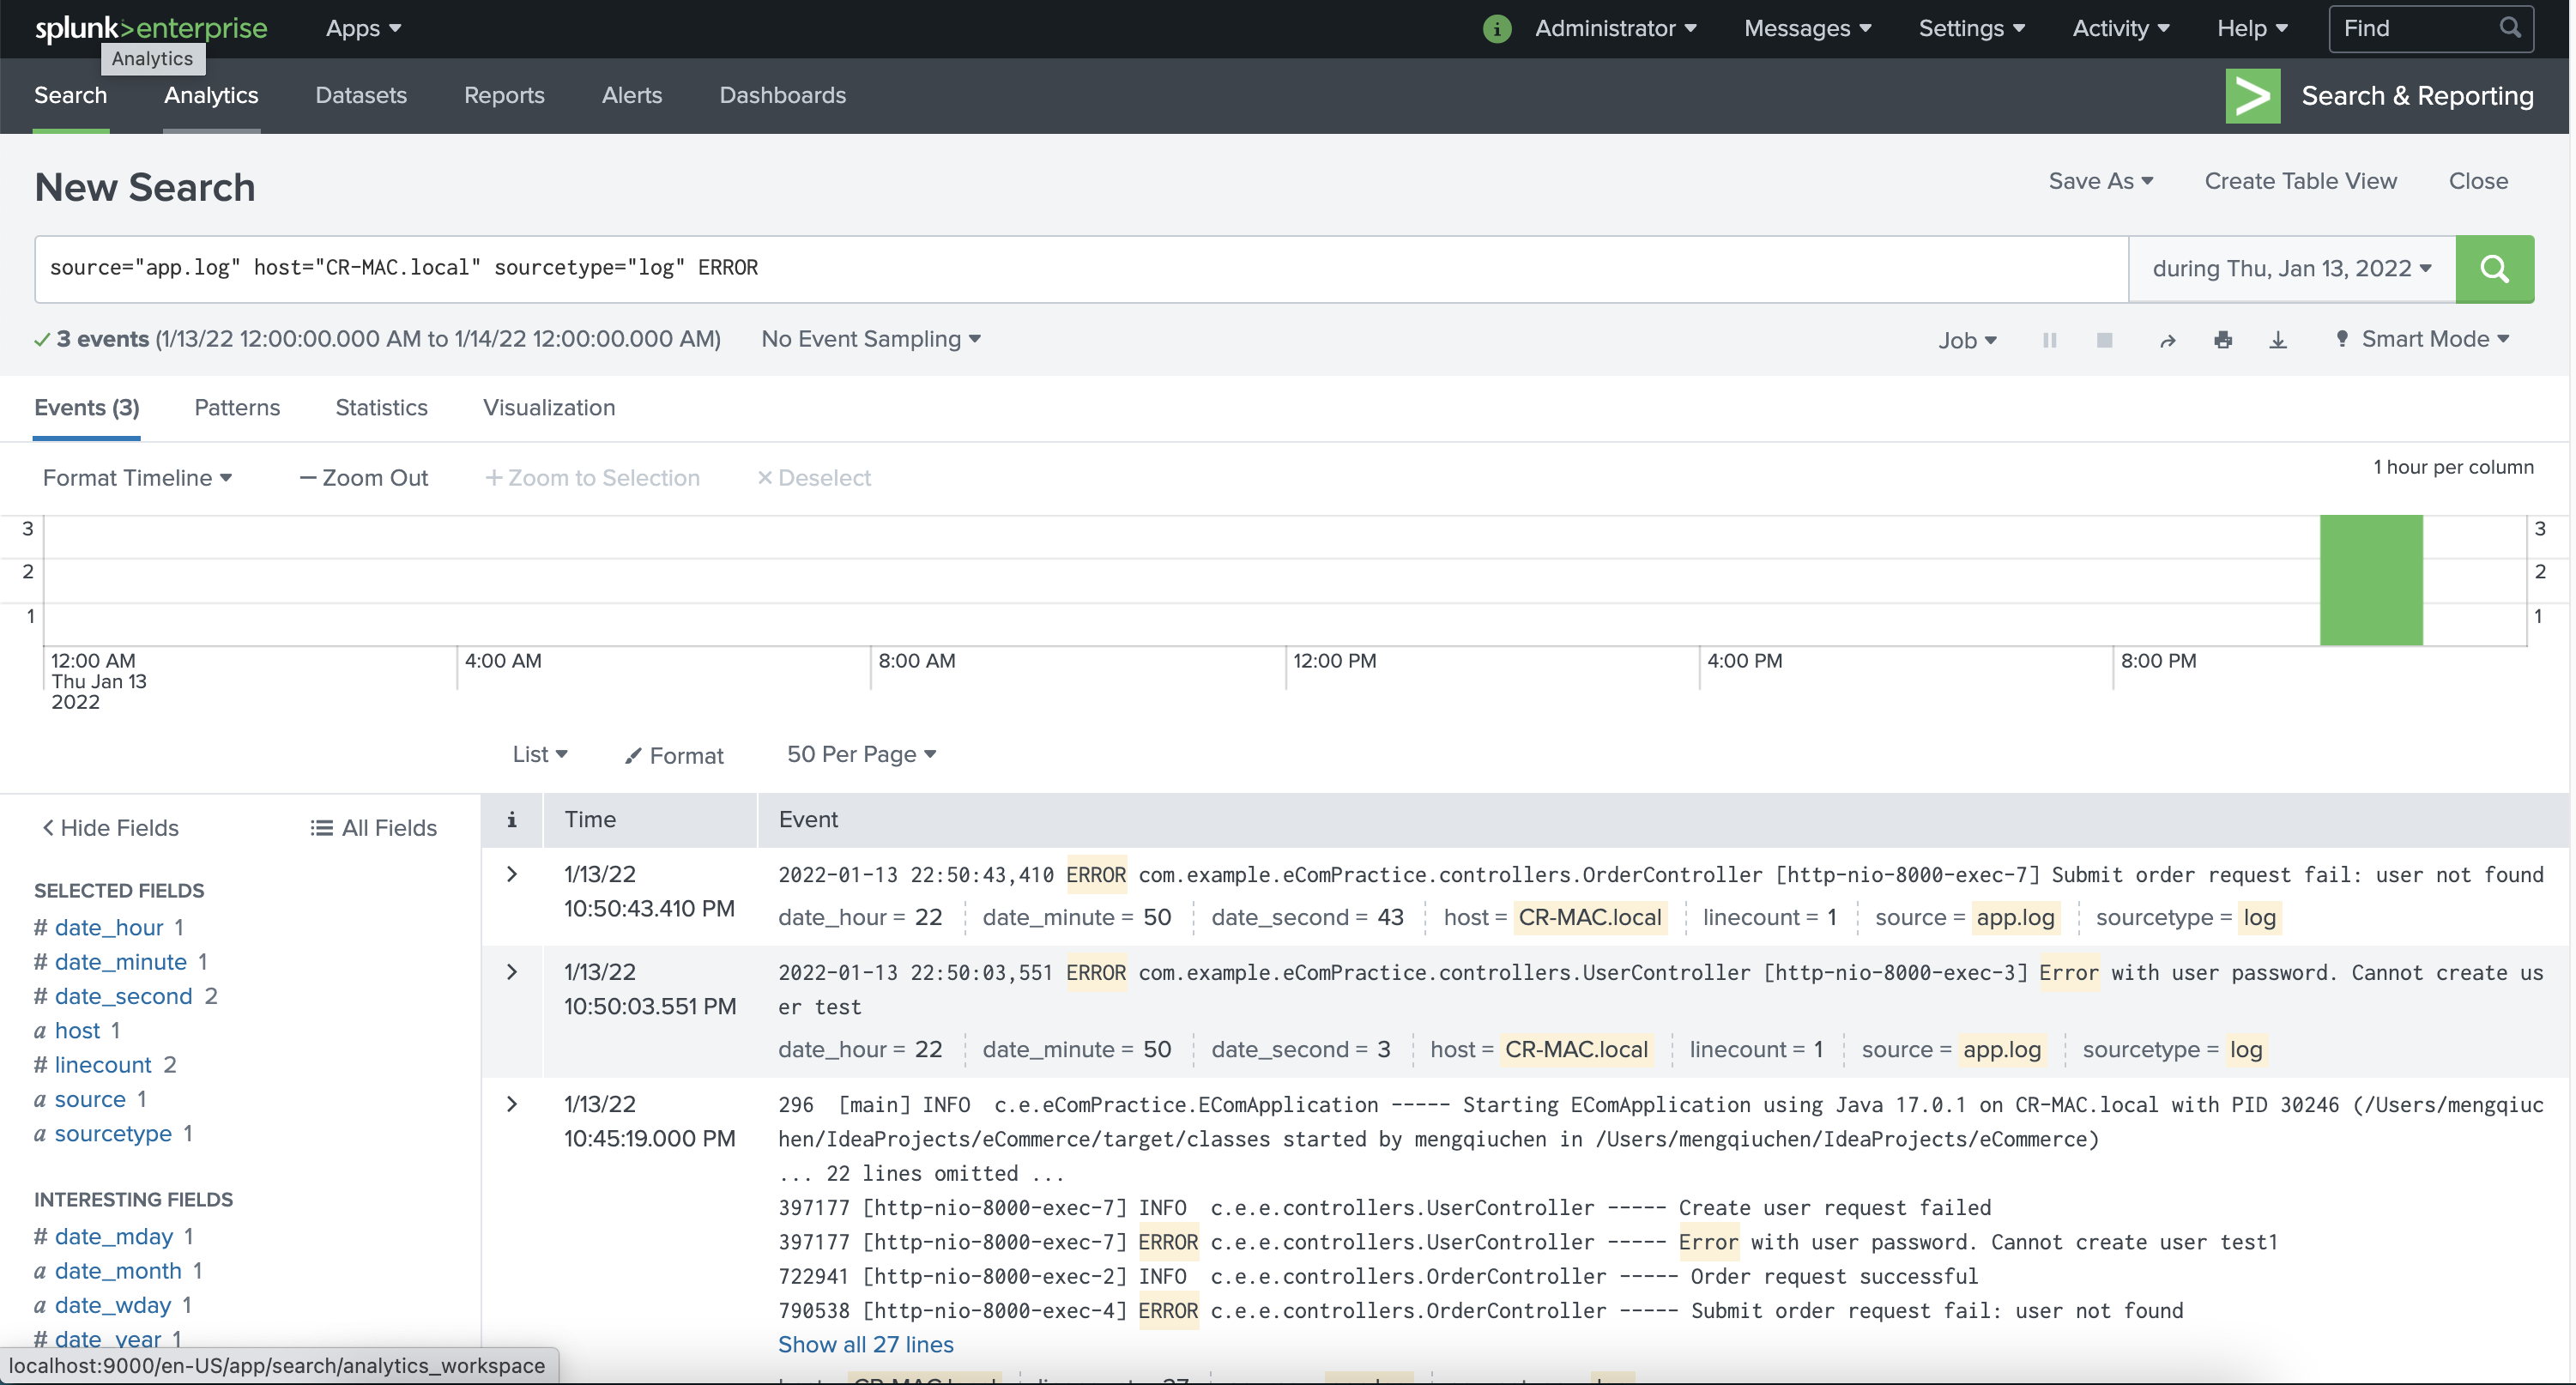 splunk>enterprise Apps Administrator Messages Settings Activity Help Find
Analytics
Search Analytics Datasets Reports Alerts Dashboards Search & Reporting
New Search Save As Create Table View Close
source="app.log" host="CR-MAC.local" sourcetype="log" ERROR during Thu, Jan 13, 2022
3 events (1/13/22 12:00:00.000 AM to 1/14/22 12:00:00.000 AM) No Event Sampling Job Smart Mode
Events (3) Patterns Statistics Visualization
Format Timeline — Zoom Out + Zoom to Selection × Deselect 1 hour per column
3 3
2 2
1 1
12:00 AM 4:00 AM 8:00 AM 12:00 PM 4:00 PM 8:00 PM
Thu Jan 13
2022
List Format 50 Per Page
< Hide Fields All Fields
SELECTED FIELDS
# date_hour 1
# date_minute 1
# date_second 2
a host 1
# linecount 2
a source 1
a sourcetype 1
INTERESTING FIELDS
# date_mday 1
a date_month 1
a date_wday 1
# date_year 1
i Time Event
1/13/22
10:50:43.410 PM
2022-01-13 22:50:43,410 ERROR com.example.eComPractice.controllers.OrderController [http-nio-8000-exec-7] Submit order request fail: user not found
date_hour = 22 date_minute = 50 date_second = 43 host = CR-MAC.local linecount = 1 source = app.log sourcetype = log
1/13/22
10:50:03.551 PM
2022-01-13 22:50:03,551 ERROR com.example.eComPractice.controllers.UserController [http-nio-8000-exec-3] Error with user password. Cannot create us
er test
date_hour = 22 date_minute = 50 date_second = 3 host = CR-MAC.local linecount = 1 source = app.log sourcetype = log
1/13/22
10:45:19.000 PM
296 [main] INFO c.e.eComPractice.EComApplication ----- Starting EComApplication using Java 17.0.1 on CR-MAC.local with PID 30246 (/Users/mengqiuc
hen/IdeaProjects/eCommerce/target/classes started by mengqiuchen in /Users/mengqiuchen/IdeaProjects/eCommerce)
... 22 lines omitted ...
397177 [http-nio-8000-exec-7] INFO c.e.e.controllers.UserController ----- Create user request failed
397177 [http-nio-8000-exec-7] ERROR c.e.e.controllers.UserController ----- Error with user password. Cannot create user test1
722941 [http-nio-8000-exec-2] INFO c.e.e.controllers.OrderController ----- Order request successful
790538 [http-nio-8000-exec-4] ERROR c.e.e.controllers.OrderController ----- Submit order request fail: user not found
Show all 27 lines
localhost:9000/en-US/app/search/analytics_workspace